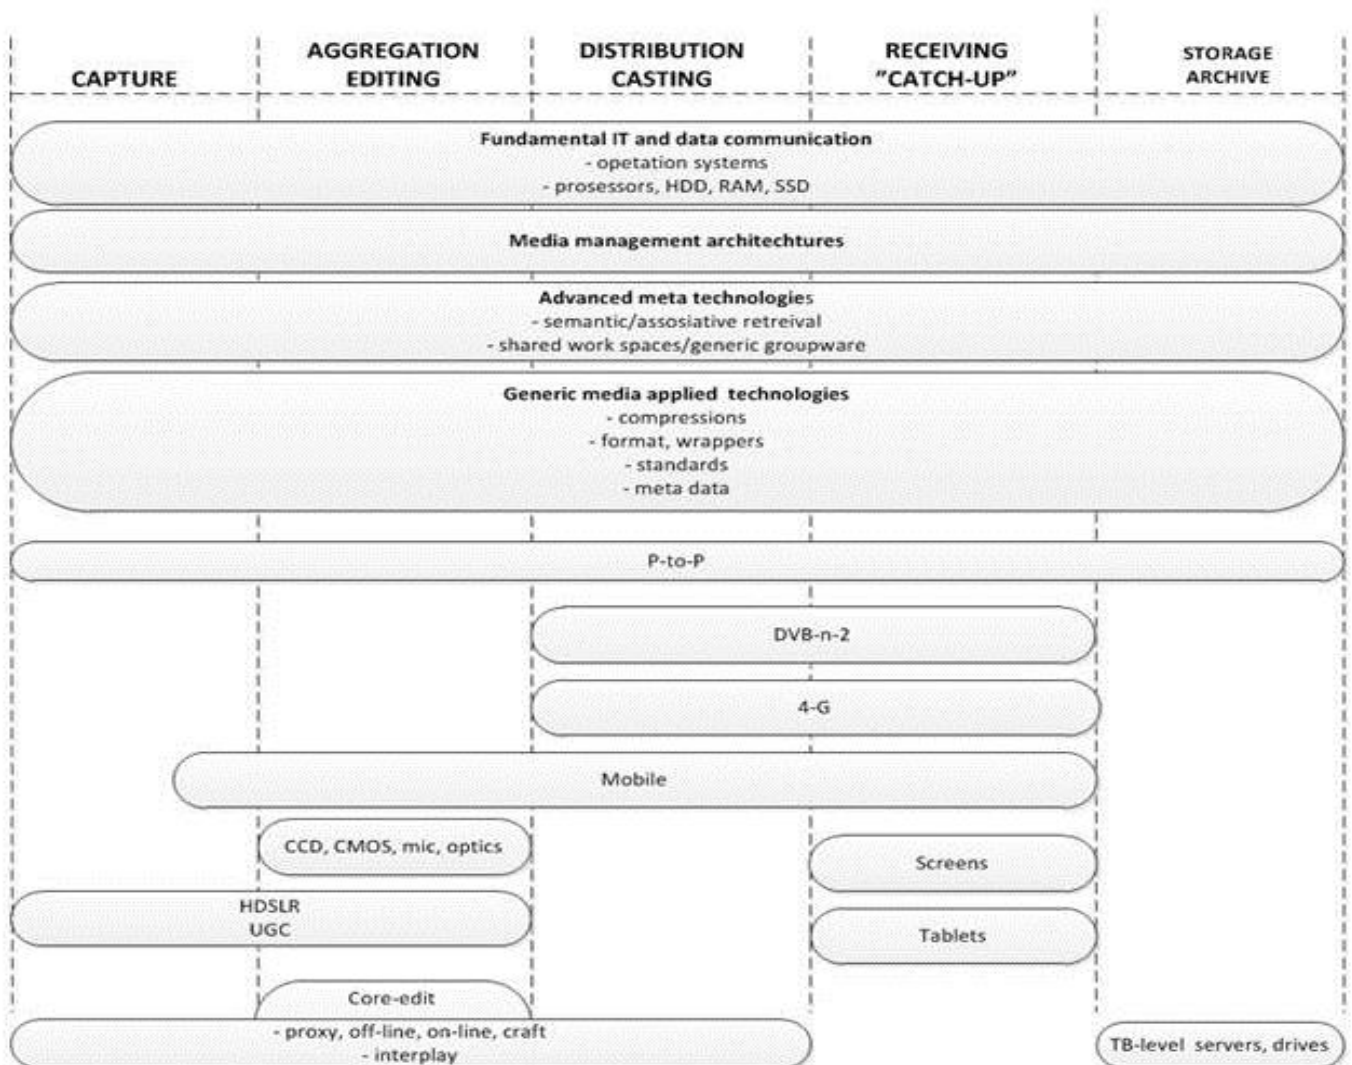 CAPTURE
AGGREGATION
EDITING
DISTRIBUTION
CASTING
RECEIVING
"CATCH-UP"
STORAGE
ARCHIVE
Fundamental IT and data communication
- opetation systems
- prosessors, HDD, RAM, SSD
Media management architechtures
Advanced meta technologies
- semantic/assosiative retreival
- shared work spaces/generic groupware
Generic media applied technologies
- compressions
- format, wrappers
- standards
- meta data
P-to-P
DVB-n-2
4-G
Mobile
CCD, CMOS, mic, optics
Screens
HDSLR
UGC
Tablets
Core-edit
- proxy, off-line, on-line, craft
- interplay
TB-level servers, drives